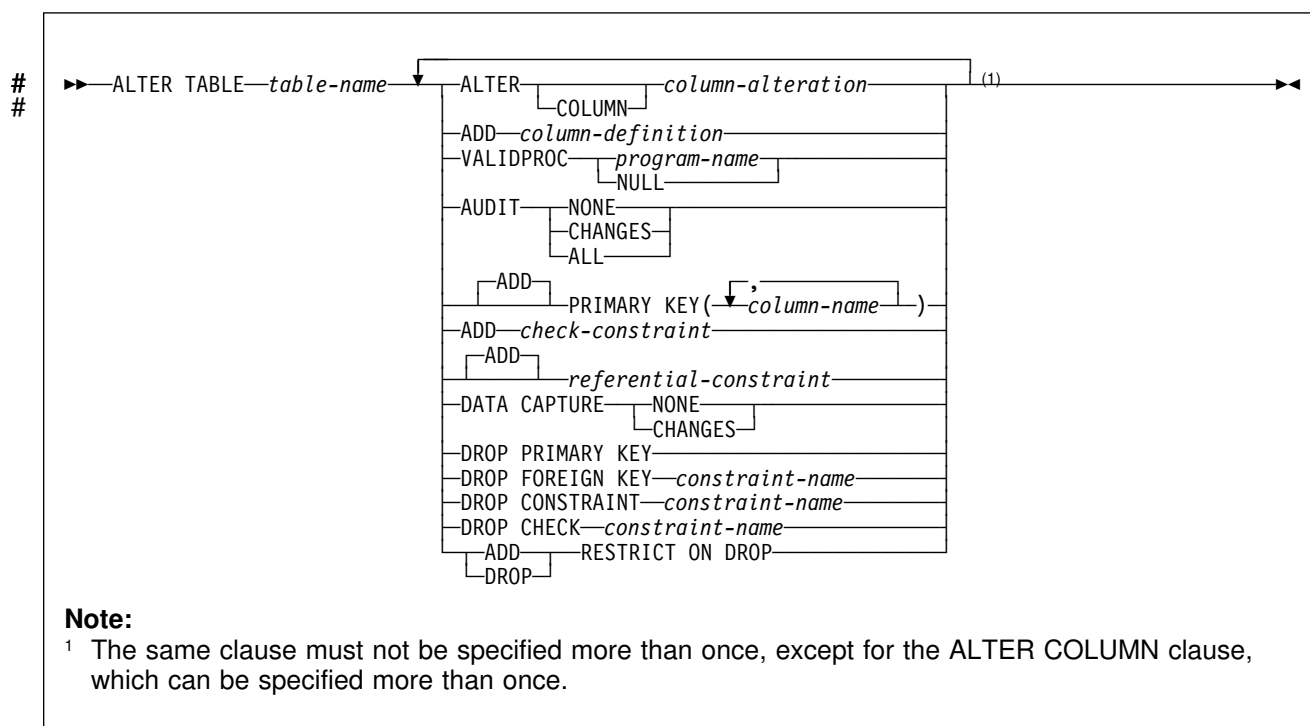 (1)
# ►►──ALTER TABLE──table-name──ALTER column-alteration──►◄
# COLUMN
ADD column-definition
VALIDPROC program-name
NULL
AUDIT NONE
CHANGES
ALL
ADD ,
PRIMARY KEY( column-name )
ADD check-constraint
ADD
referential-constraint
DATA CAPTURE NONE
CHANGES
DROP PRIMARY KEY
DROP FOREIGN KEY constraint-name
DROP CONSTRAINT constraint-name
DROP CHECK constraint-name
ADD RESTRICT ON DROP
DROP
Note:
1 The same clause must not be specified more than once, except for the ALTER COLUMN clause,
which can be specified more than once.